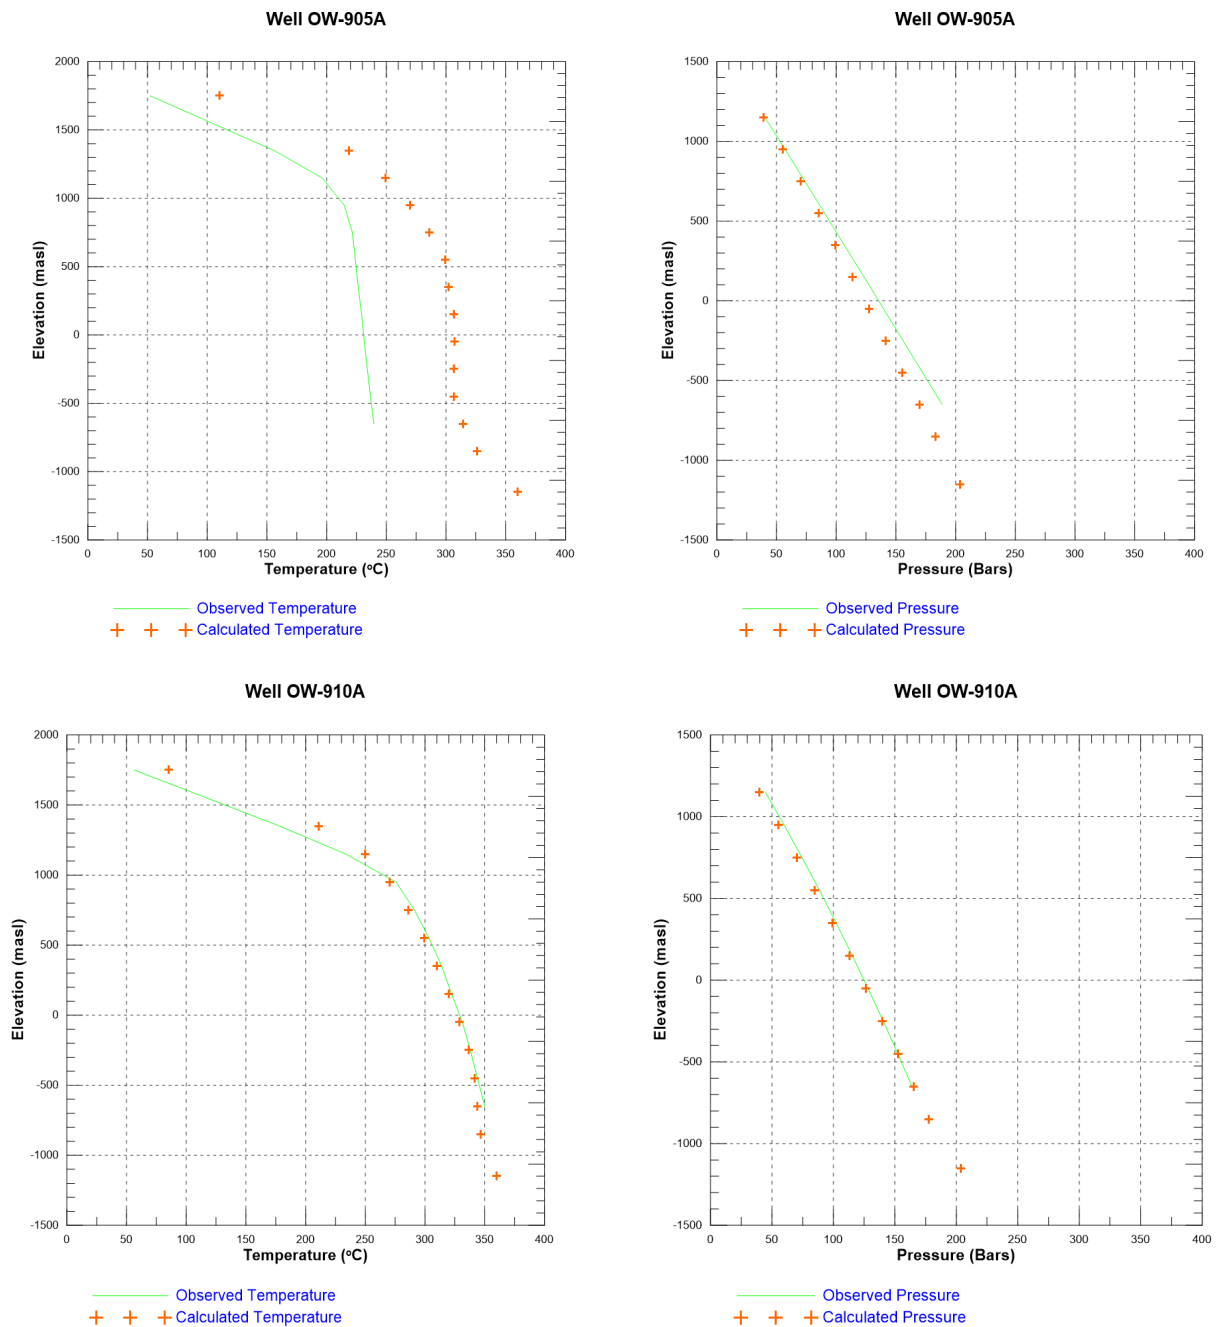 Well OW-905A
2000
1500
1000
500
0
-500
-1000
-1500
Elevation (masl)
0 50 100 150 200 250 300 350 400
Temperature (ºC)
Observed Temperature
Calculated Temperature
Well OW-905A
1500
1000
500
0
-500
-1000
-1500
Elevation (masl)
0 50 100 150 200 250 300 350 400
Pressure (Bars)
Observed Pressure
Calculated Pressure
Well OW-910A
2000
1500
1000
500
0
-500
-1000
-1500
Elevation (masl)
0 50 100 150 200 250 300 350 400
Temperature (ºC)
Observed Temperature
Calculated Temperature
Well OW-910A
1500
1000
500
0
-500
-1000
-1500
Elevation (masl)
0 50 100 150 200 250 300 350 400
Pressure (Bars)
Observed Pressure
Calculated Pressure